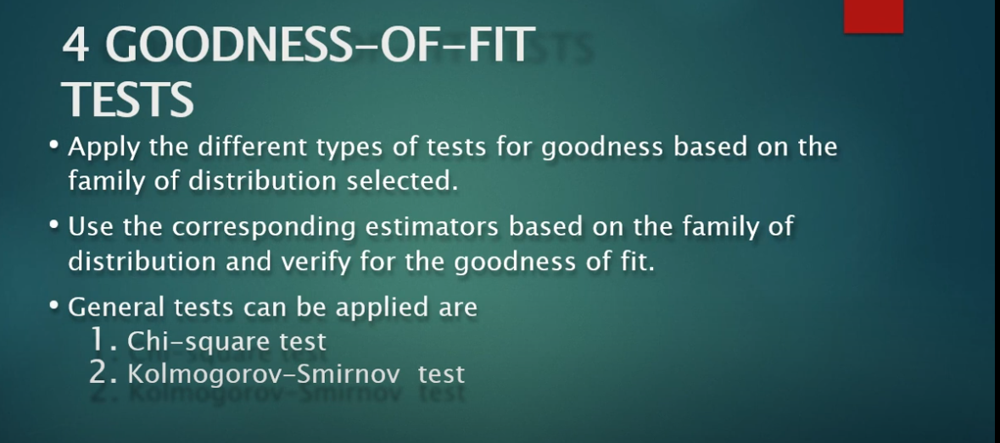 4 GOODNESS-OF-FIT
TESTS
• Apply the different types of tests for goodness based on the
family of distribution selected.
• Use the corresponding estimators based on the family of
distribution and verify for the goodness of fit.
• General tests can be applied are
1. Chi-square test
2. Kolmogorov-Smirnov test